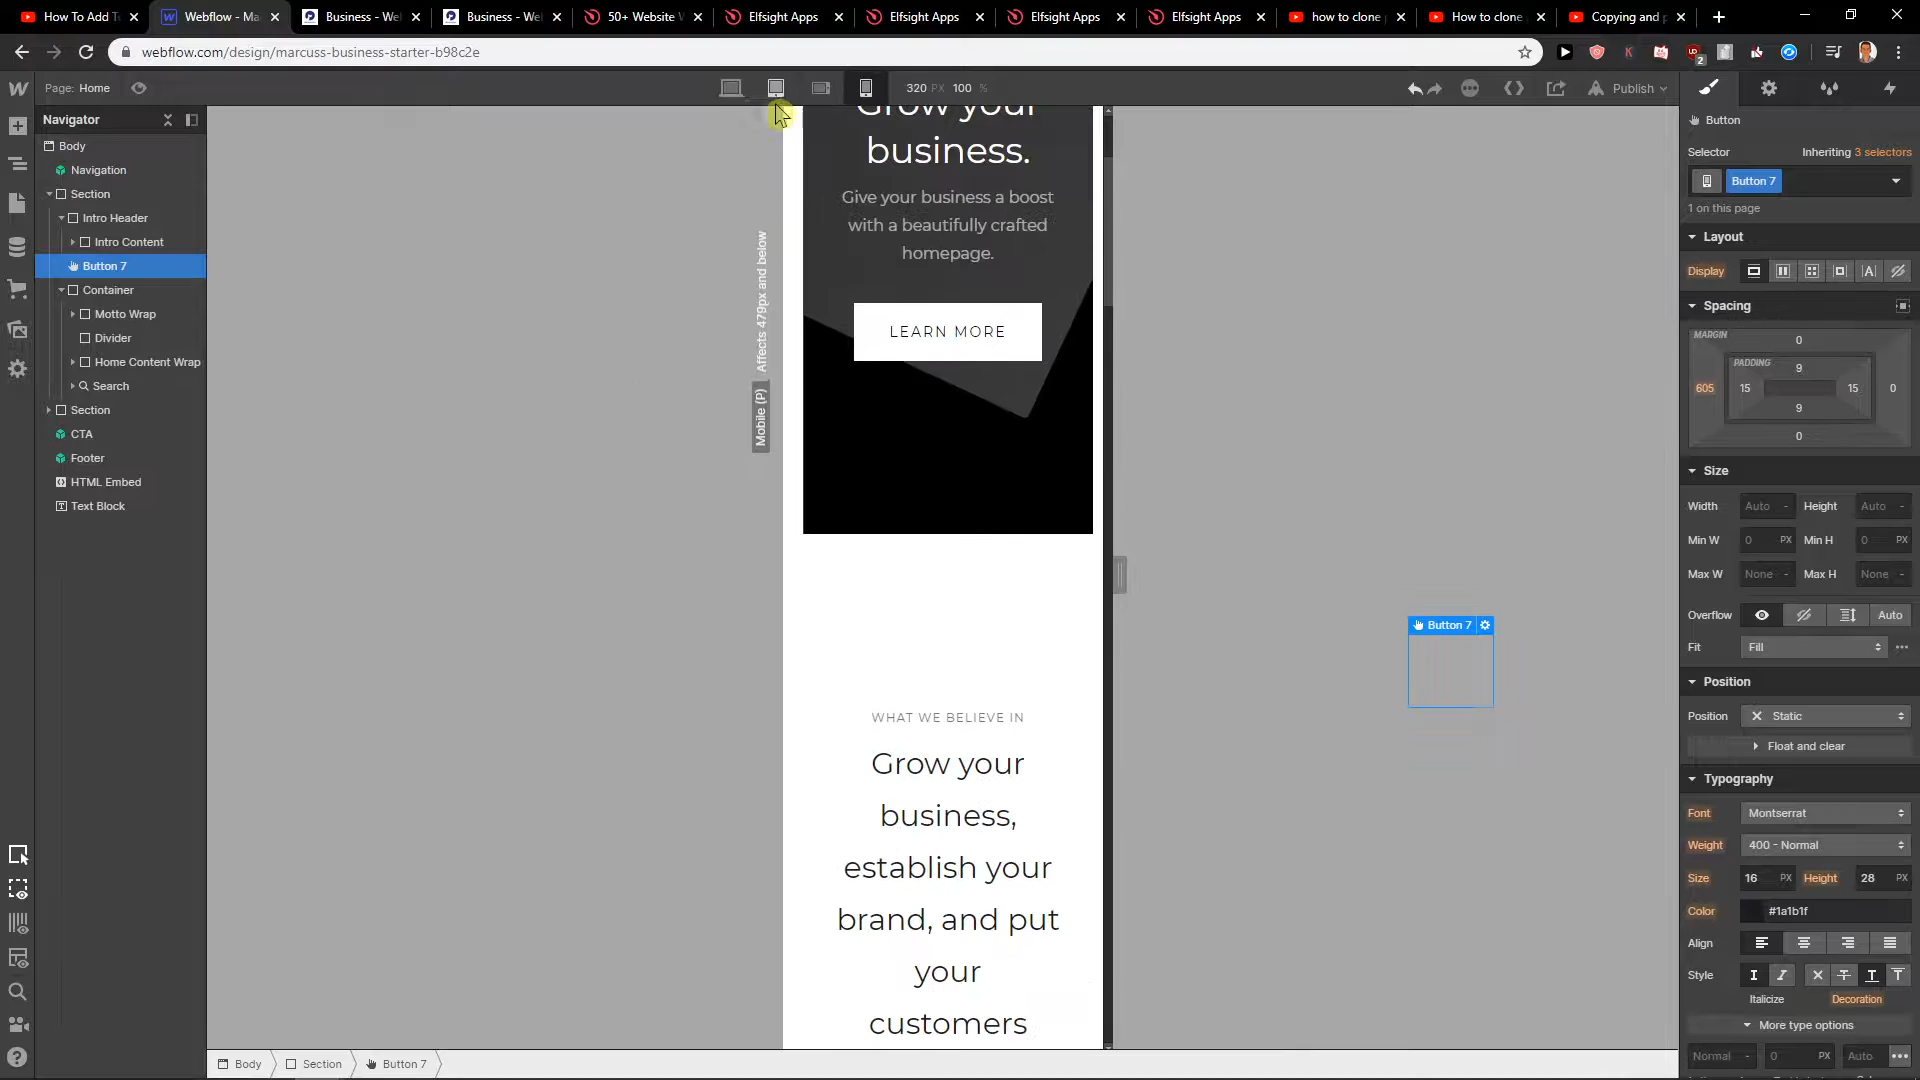 How To Add T
Webflow - Ma
Business - We
Business - We
50+ Website W
Elfsight Apps
Elfsight Apps
Elfsight Apps
Elfsight Apps
how to clone
How to clone
Copying and p
webflow.com/design/marcuss-business-starter-b98c2e
2
Page: Home
320 PX 100 %
Publish
Navigator
Body
Navigation
Section
Intro Header
Intro Content
Button 7
Container
Motto Wrap
Divider
Home Content Wrap
Search
Section
CTA
Footer
HTML Embed
Text Block
Mobile (P) Affects 479px and below
Grow your
business.
Give your business a boost
with a beautifully crafted
homepage.
LEARN MORE
WHAT WE BELIEVE IN
Grow your
business,
establish your
brand, and put
your
customers
Button 7
Button
Selector Inheriting 3 selectors
Button 7
1 on this page
Layout
Display
Spacing
MARGIN
0
PADDING
9
605 15 15 0
9
0
Size
Width Auto - Height Auto -
Min W 0 PX Min H 0 PX
Max W None - Max H None -
Overflow Auto
Fit Fill
Position
Position Static
Float and clear
Typography
Font Montserrat
Weight 400 - Normal
Size 16 PX Height 28 PX
Color #1a1b1f
Align
Style
Italicize Decoration
More type options
Normal - 0 PX Auto
Body Section Button 7